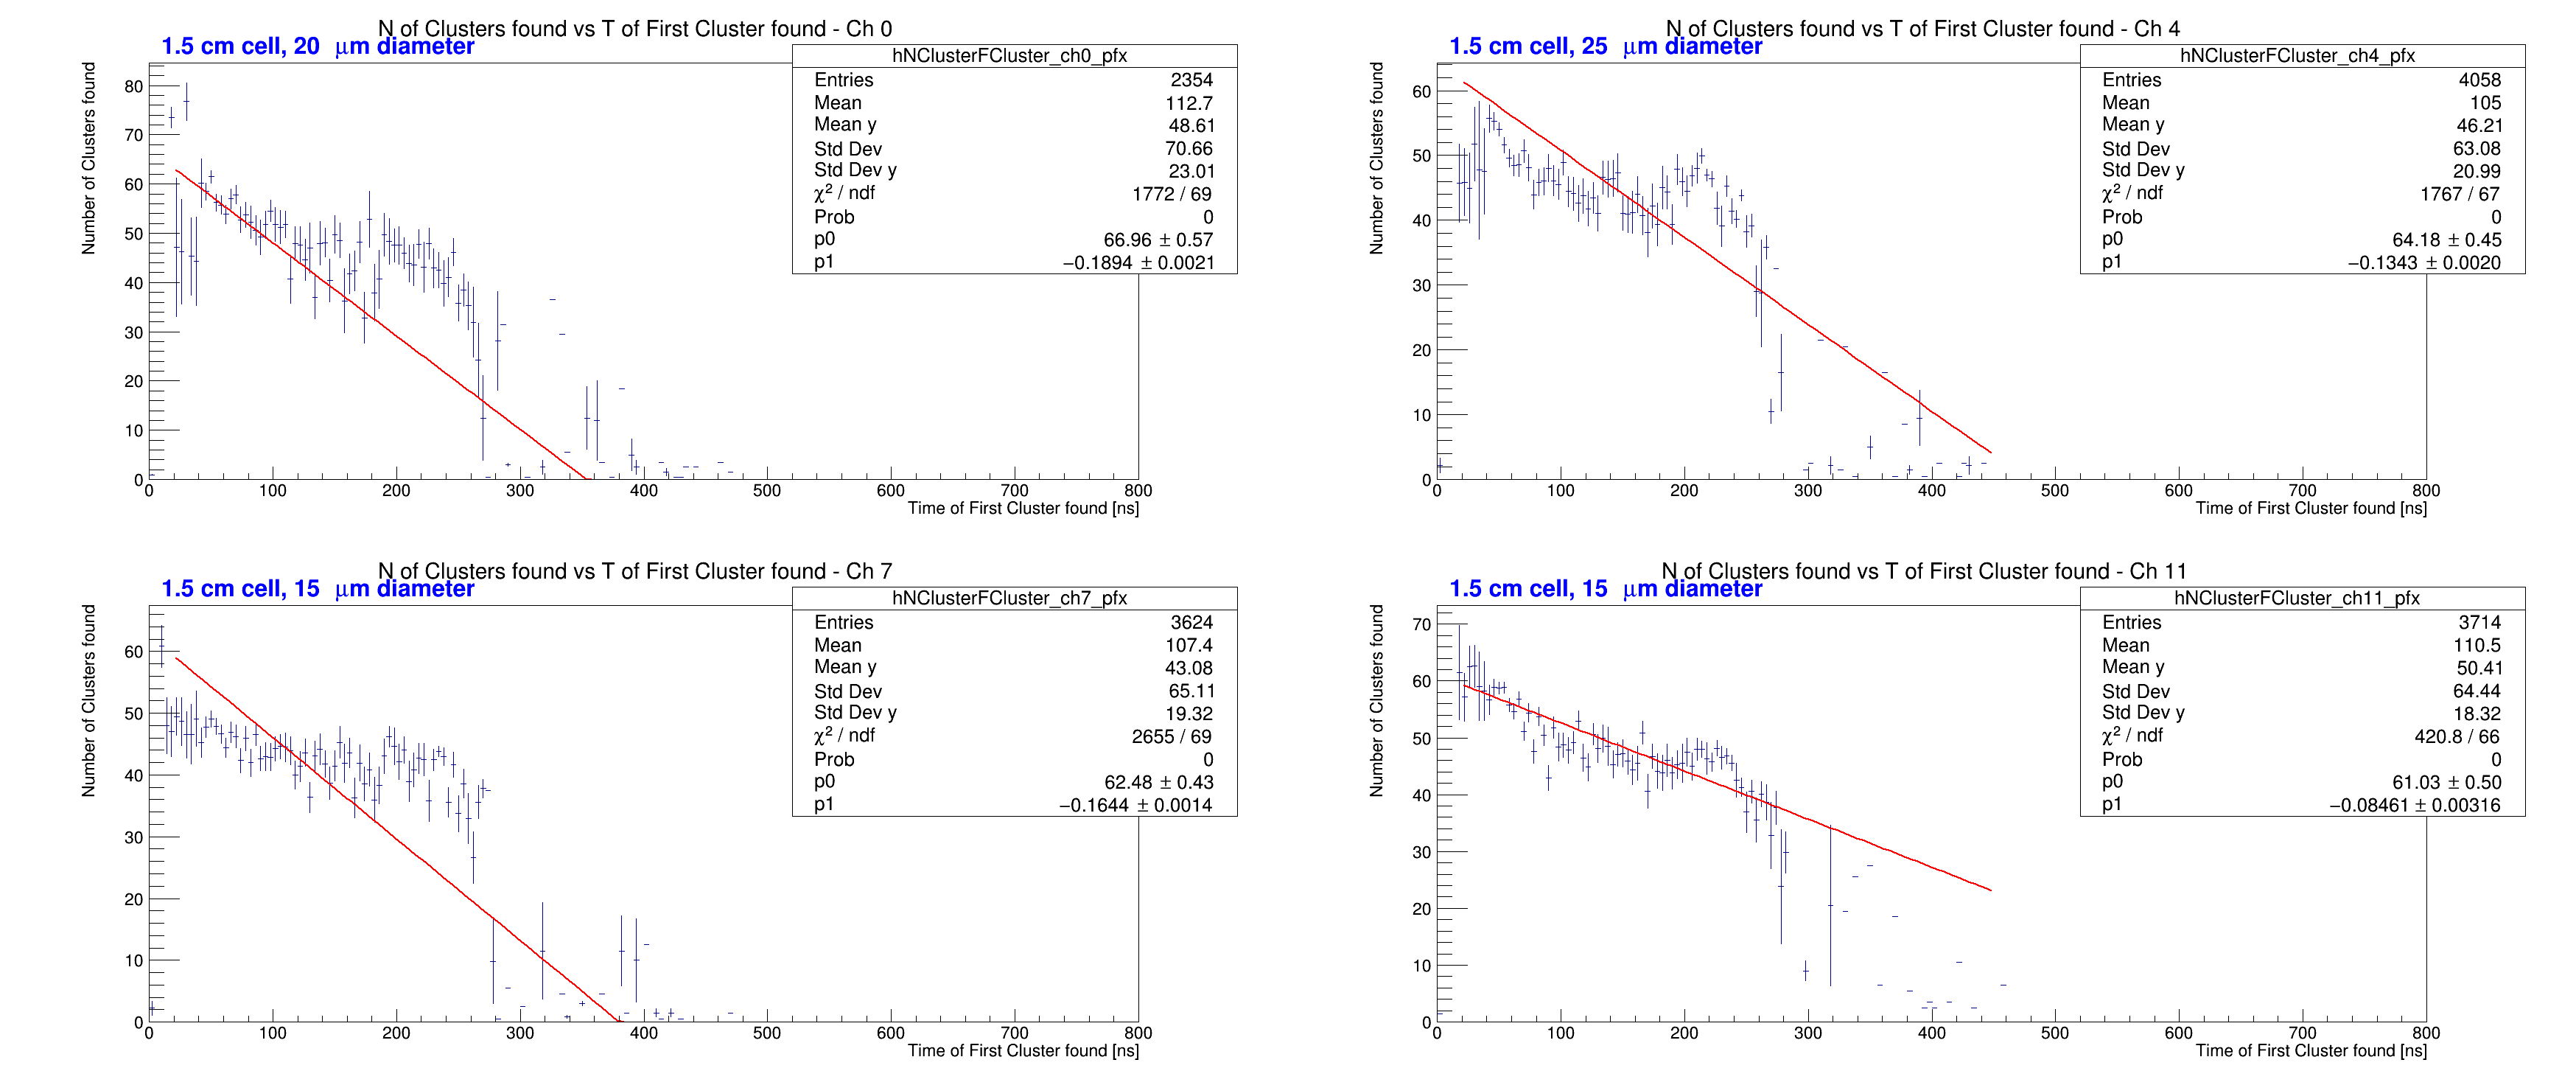 N of Clusters found vs T of First Cluster found - Ch 0
1.5 cm cell, 20 μm diameter
hNClusterFCluster_ch0_pfx
Entries 2354
Mean 112.7
Mean y 48.61
Std Dev 70.66
Std Dev y 23.01
χ² / ndf 1772 / 69
Prob 0
p0 66.96 ± 0.57
p1 −0.1894 ± 0.0021
Number of Clusters found
80
70
60
50
40
30
20
10
0
0 100 200 300 400 500 600 700 800
Time of First Cluster found [ns]
N of Clusters found vs T of First Cluster found - Ch 4
1.5 cm cell, 25 μm diameter
hNClusterFCluster_ch4_pfx
Entries 4058
Mean 105
Mean y 46.21
Std Dev 63.08
Std Dev y 20.99
χ² / ndf 1767 / 67
Prob 0
p0 64.18 ± 0.45
p1 −0.1343 ± 0.0020
Number of Clusters found
60
50
40
30
20
10
0
0 100 200 300 400 500 600 700 800
Time of First Cluster found [ns]
N of Clusters found vs T of First Cluster found - Ch 7
1.5 cm cell, 15 μm diameter
hNClusterFCluster_ch7_pfx
Entries 3624
Mean 107.4
Mean y 43.08
Std Dev 65.11
Std Dev y 19.32
χ² / ndf 2655 / 69
Prob 0
p0 62.48 ± 0.43
p1 −0.1644 ± 0.0014
Number of Clusters found
60
50
40
30
20
10
0
0 100 200 300 400 500 600 700 800
Time of First Cluster found [ns]
N of Clusters found vs T of First Cluster found - Ch 11
1.5 cm cell, 15 μm diameter
hNClusterFCluster_ch11_pfx
Entries 3714
Mean 110.5
Mean y 50.41
Std Dev 64.44
Std Dev y 18.32
χ² / ndf 420.8 / 66
Prob 0
p0 61.03 ± 0.50
p1 −0.08461 ± 0.00316
Number of Clusters found
70
60
50
40
30
20
10
0
0 100 200 300 400 500 600 700 800
Time of First Cluster found [ns]